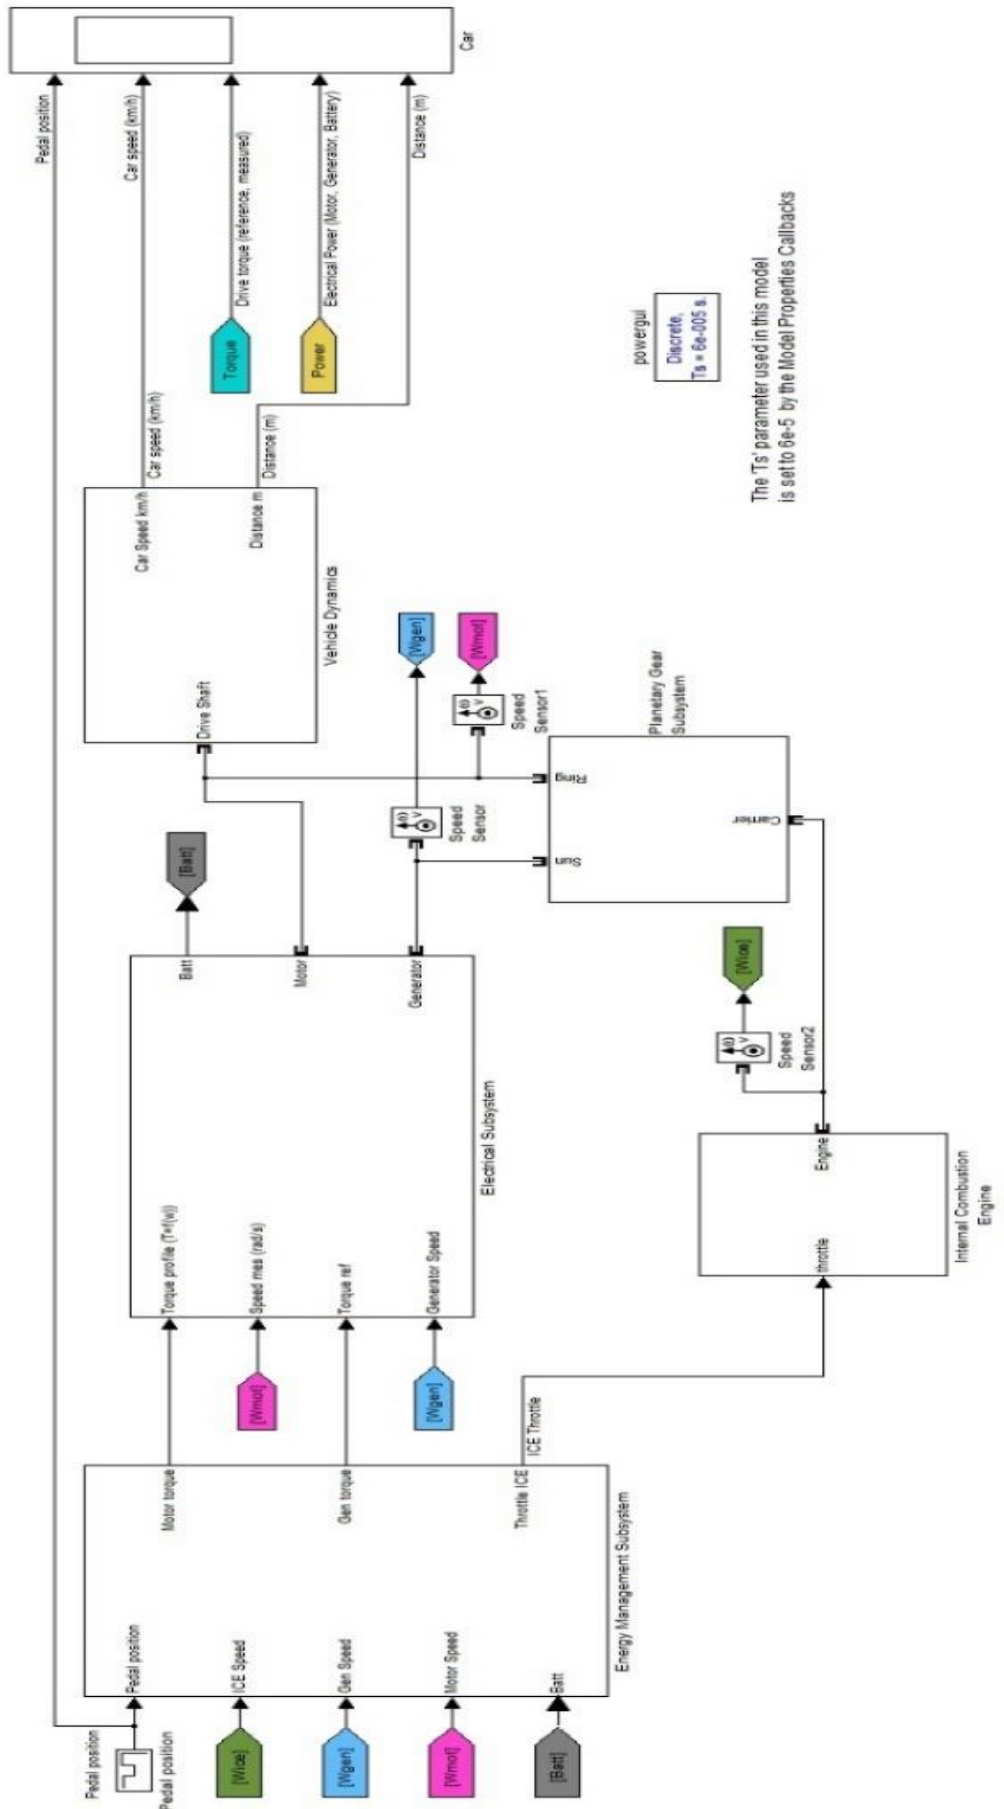 Pedal position
Pedal position
[Wice]
[Wgen]
[Wmot]
[Batt]
Pedal position
ICE Speed
Gen Speed
Motor Speed
Batt
Motor torque
Gen torque
Throttle ICE
Energy Management Subsystem
ICE Throttle
[Wmot]
[Wgen]
Torque profile (T=f(w))
Speed mes (rad/s)
Torque ref
Generator Speed
Batt
Motor
Generator
Electrical Subsystem
[Batt]
throttle
Engine
Internal Combustion
Engine
ω
V
Speed
Sensor2
[Wice]
ω
V
Speed
Sensor
[Wgen]
ω
V
Speed
Sensor1
[Wmot]
Sun
Ring
Carrier
Planetary Gear
Subsystem
Drive Shaft
Car Speed km/h
Distance m
Vehicle Dynamics
Car speed (km/h)
Distance (m)
Torque
Power
Pedal position
Car speed (km/h)
Drive torque (reference, measured)
Electrical Power (Motor, Generator, Battery)
Distance (m)
Car
powergui
Discrete,
Ts = 6e-005 s.
The 'Ts' parameter used in this model
is set to 6e-5 by the Model Properties Callbacks